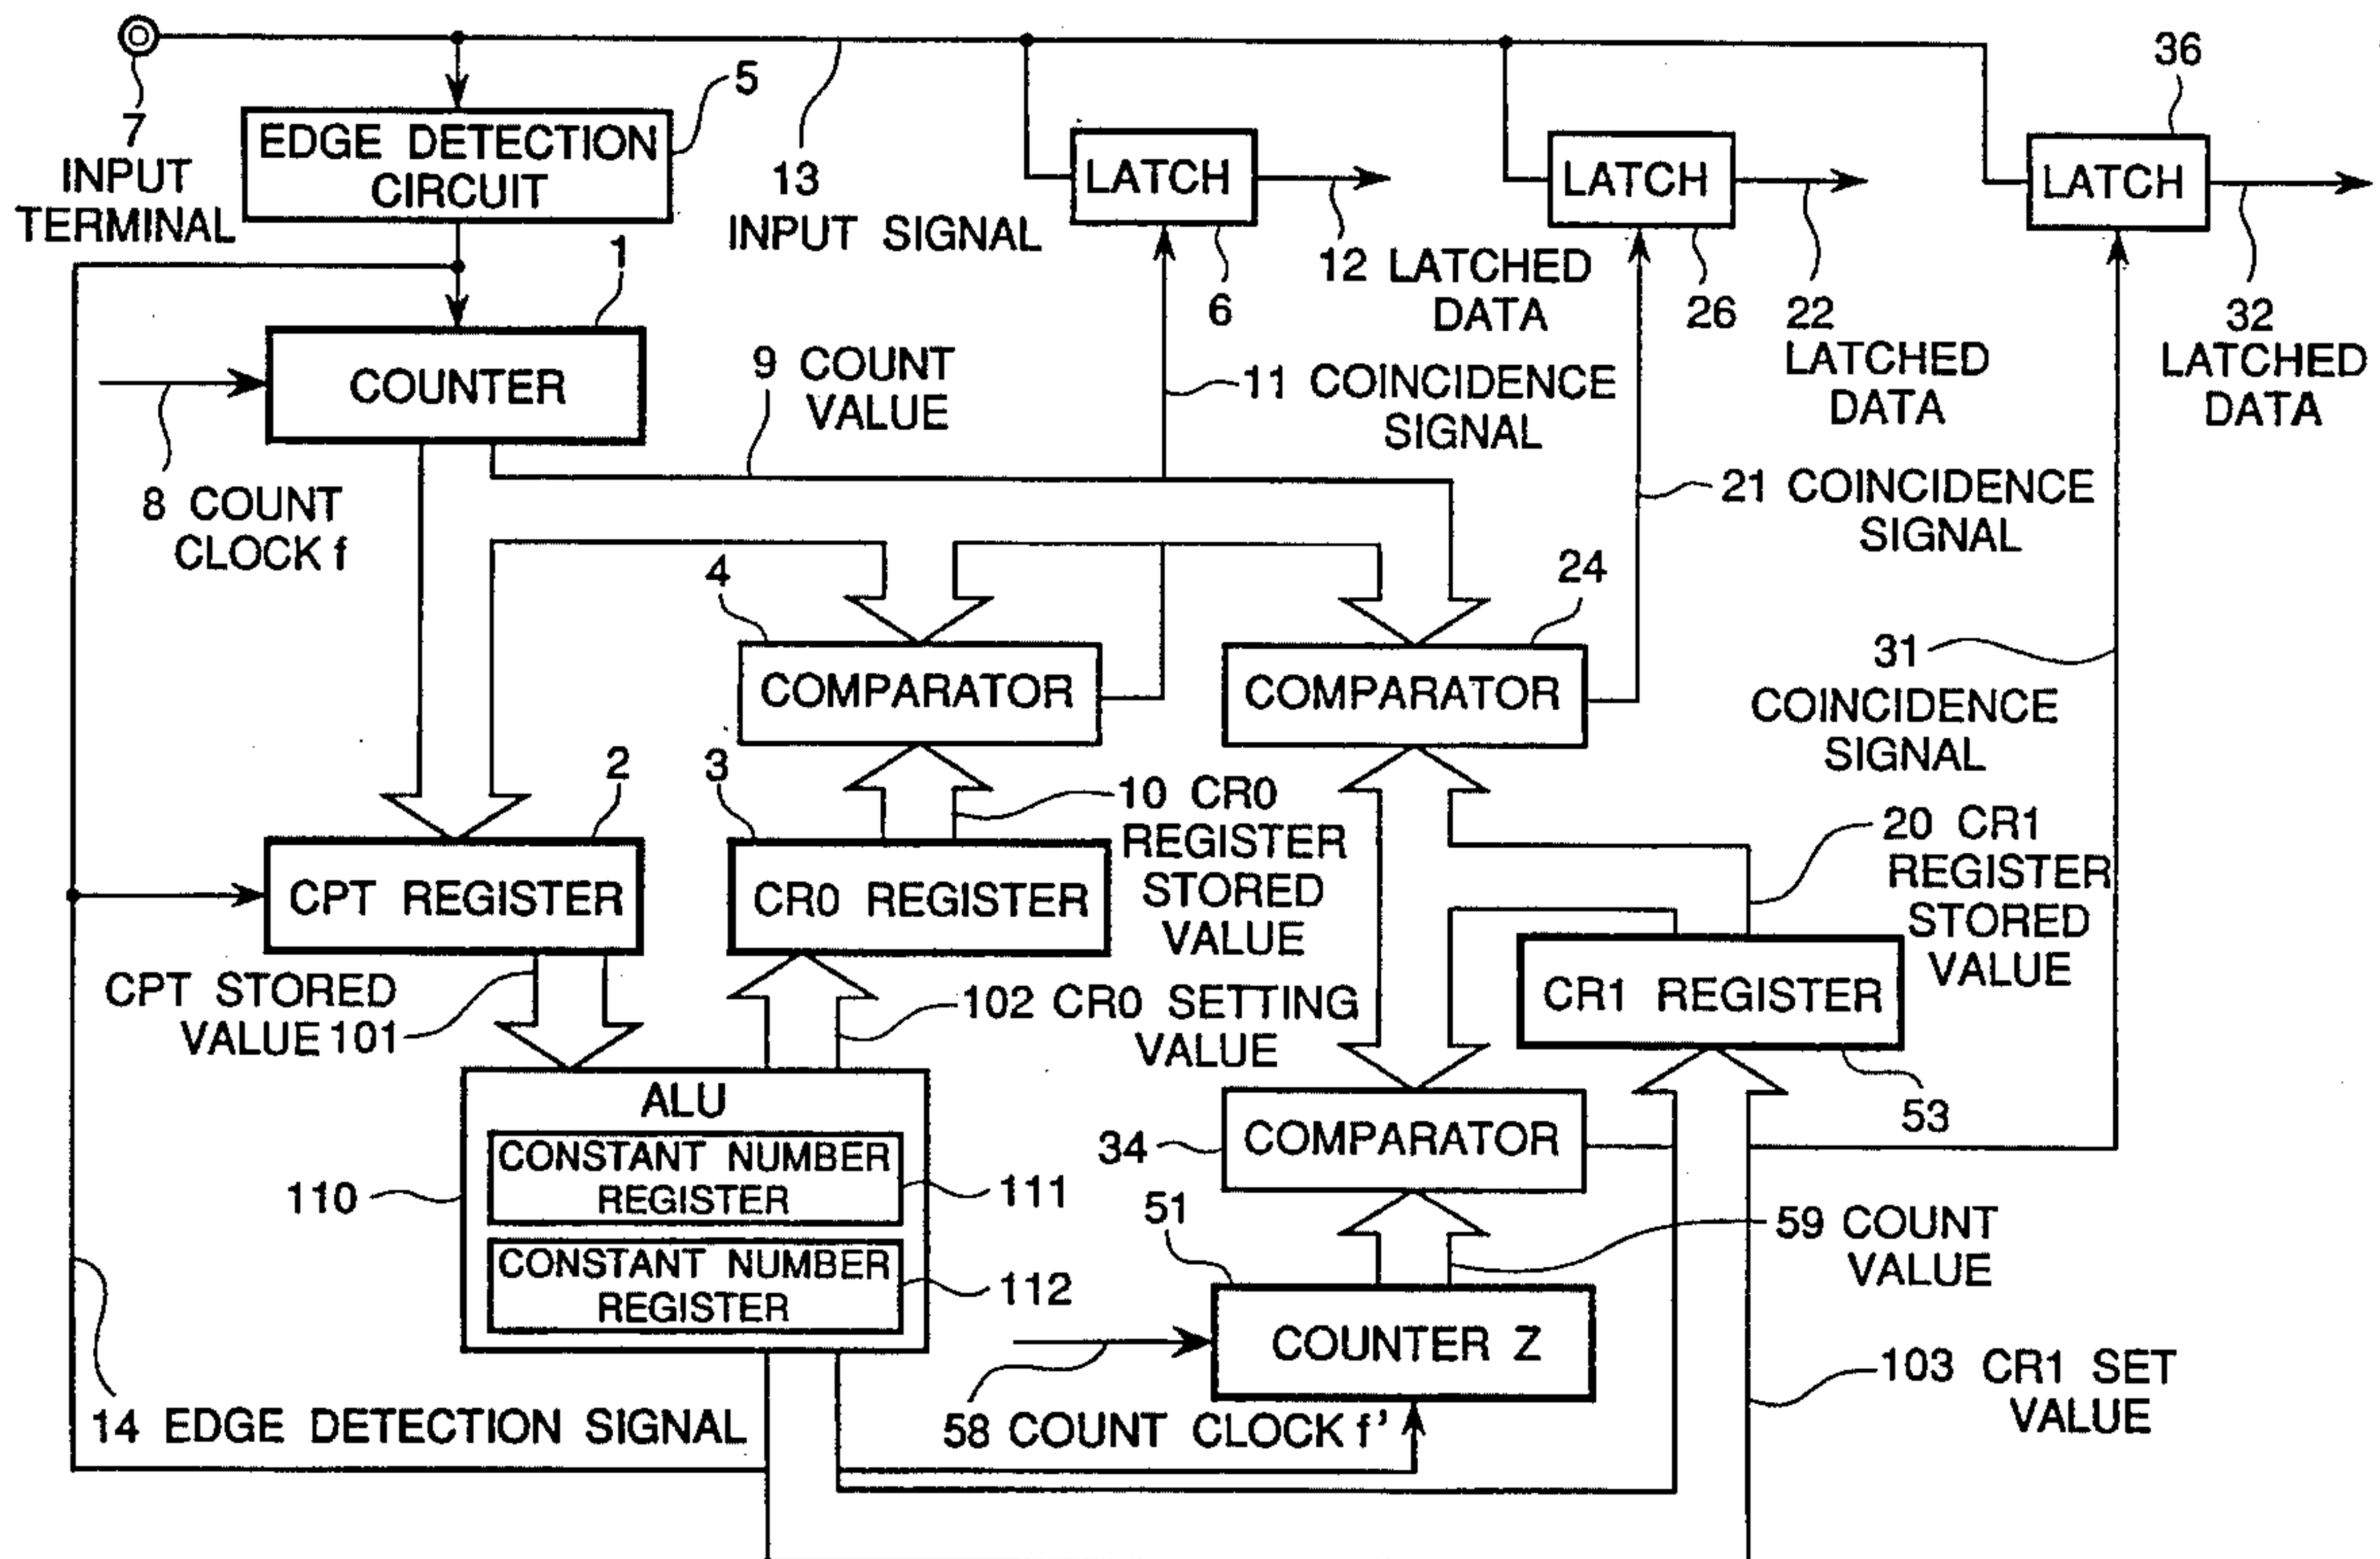 7
INPUT
TERMINAL
EDGE DETECTION
CIRCUIT
5
13
INPUT SIGNAL
LATCH
6
12 LATCHED
DATA
LATCH
26
22
LATCHED
DATA
36
LATCH
32
LATCHED
DATA
1
COUNTER
8 COUNT
CLOCK f
9 COUNT
VALUE
11 COINCIDENCE
SIGNAL
21 COINCIDENCE
SIGNAL
4
COMPARATOR
24
COMPARATOR
31
COINCIDENCE
SIGNAL
2
CPT REGISTER
3
CR0 REGISTER
10 CR0
REGISTER
STORED
VALUE
20 CR1
REGISTER
STORED
VALUE
CR1 REGISTER
53
CPT STORED
VALUE 101
102 CR0 SETTING
VALUE
ALU
CONSTANT NUMBER
REGISTER
CONSTANT NUMBER
REGISTER
110
111
112
34
COMPARATOR
51
59 COUNT
VALUE
COUNTER Z
58 COUNT CLOCK f'
103 CR1 SET
VALUE
14 EDGE DETECTION SIGNAL